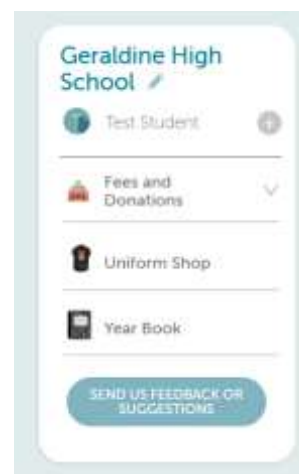 Geraldine High
School
Test Student
Fees and
Donations
Uniform Shop
Year Book
SEND US FEEDBACK OR
SUGGESTIONS